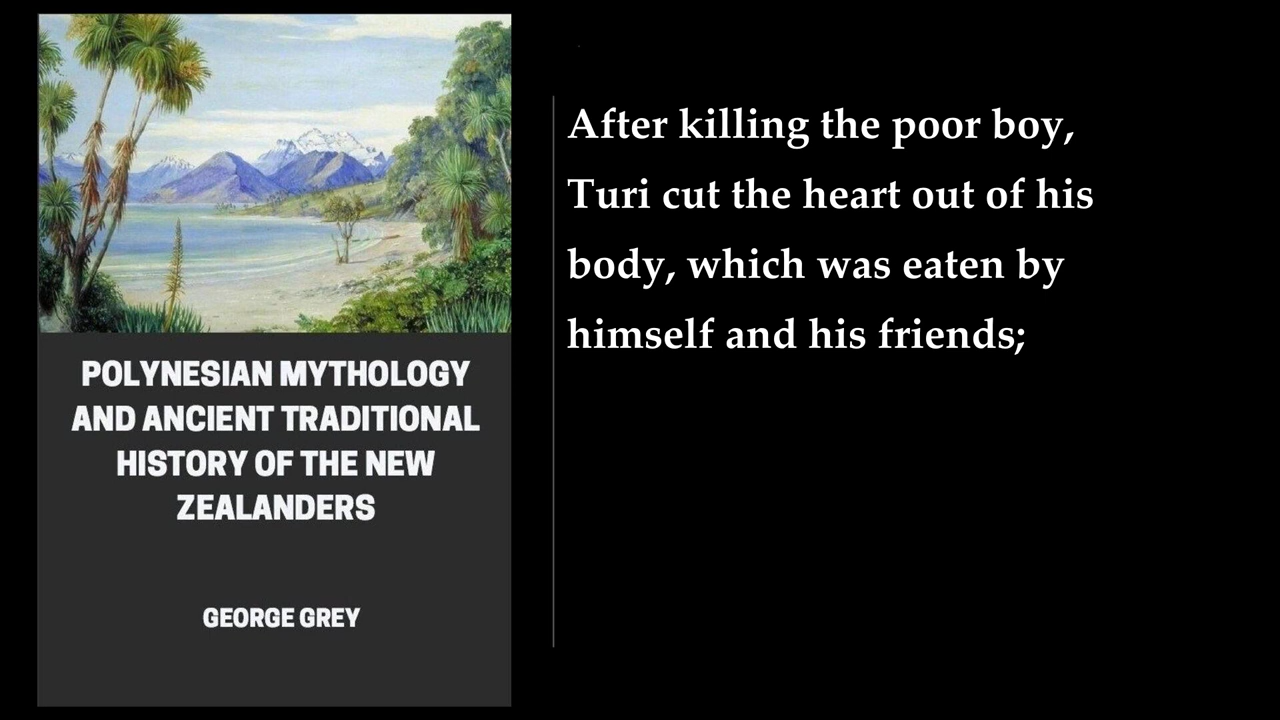 POLYNESIAN MYTHOLOGY
AND ANCIENT TRADITIONAL
HISTORY OF THE NEW
ZEALANDERS
GEORGE GREY
After killing the poor boy,
Turi cut the heart out of his
body, which was eaten by
himself and his friends;